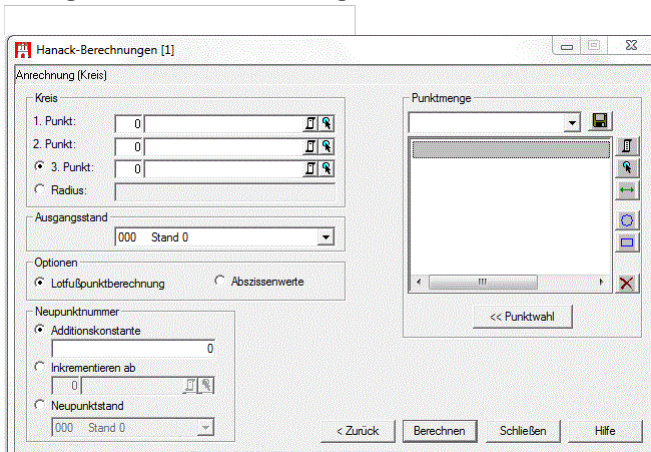 Hanack-Berechnungen [1]
Anrechnung (Kreis)
Kreis
1. Punkt: 0
2. Punkt: 0
3. Punkt: 0
Radius:
Ausgangsstand
000 Stand 0
Optionen
Lotfußpunktberechnung Abszissenwerte
Neupunktnummer
Additionskonstante
0
Inkrementieren ab
0
Neupunktstand
000 Stand 0
Punktmenge
<< Punktwahl
< Zurück Berechnen Schließen Hilfe